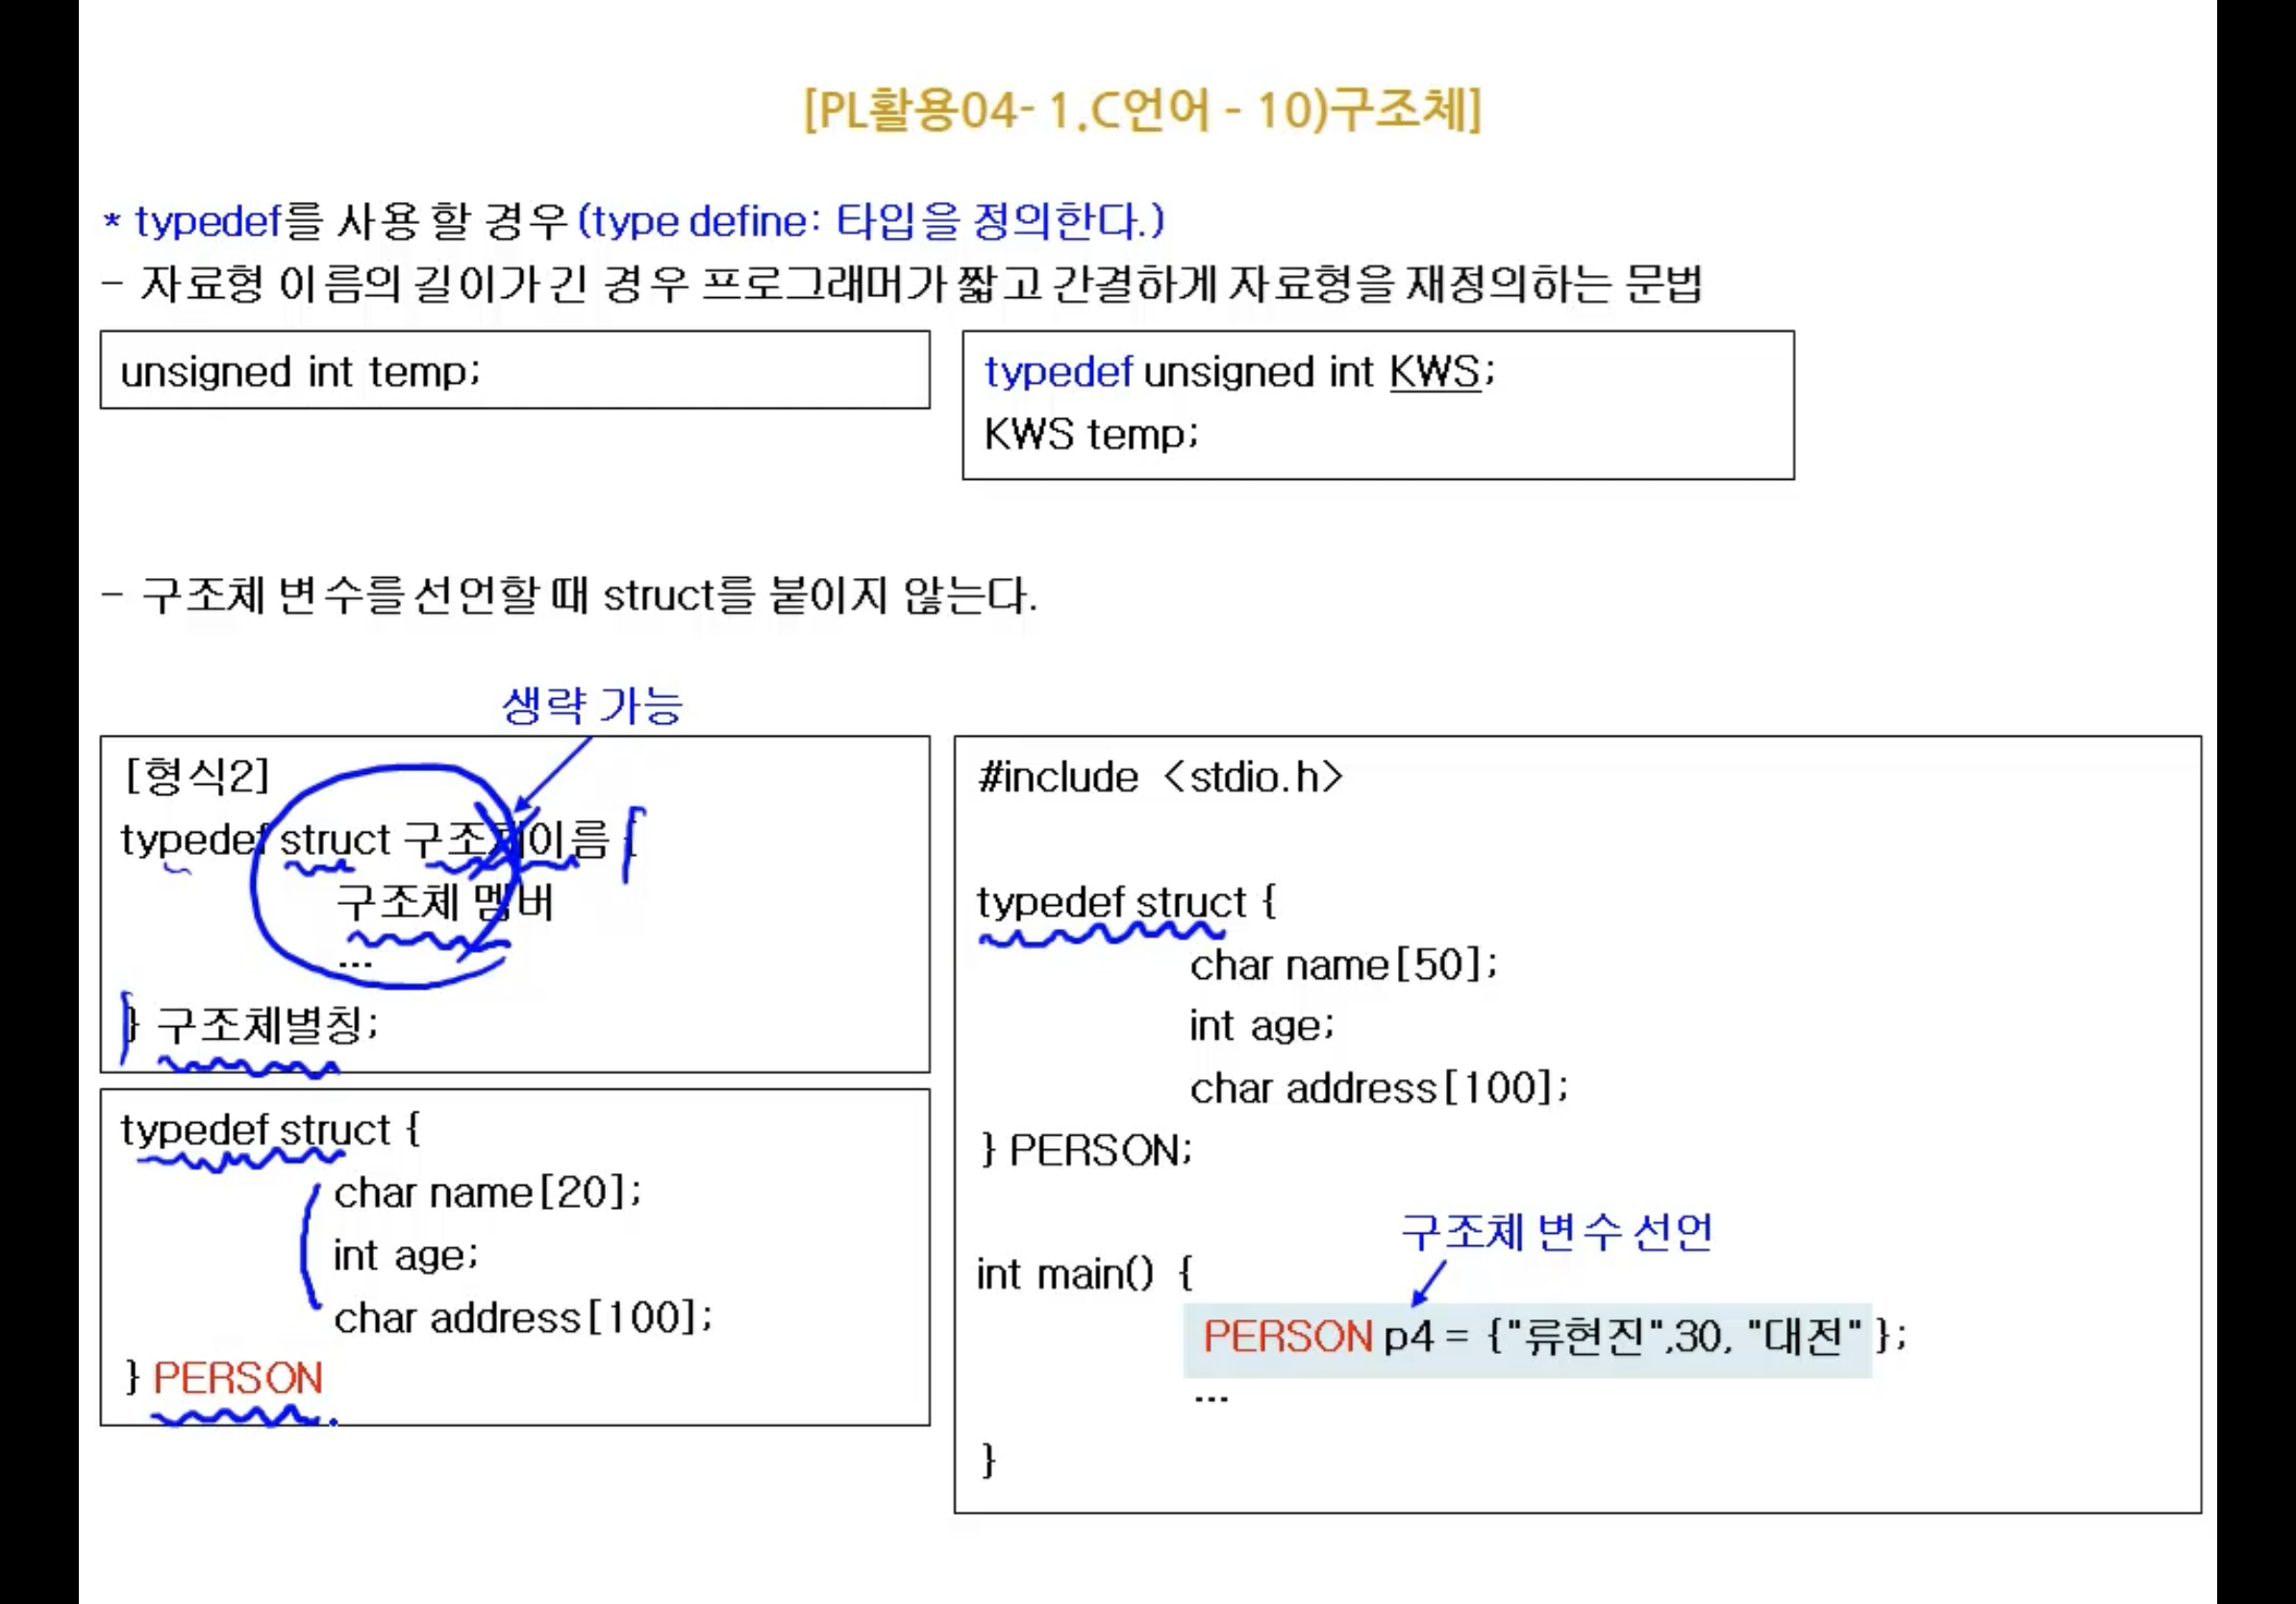 [PL활용04- 1.C언어 - 10)구조체]
* typedef를 사용 할 경우(type define: 타입을 정의한다.)
- 자료형 이름의 길이가 긴 경우 프로그래머가 짧고 간결하게 자료형을 재정의하는 문법
unsigned int temp;
typedef unsigned int KWS;
KWS temp;
- 구조체 변수를 선언할 때 struct를 붙이지 않는다.
생략 가능
[형식2]
typedef struct 구조체이름 {
구조체 멤버
...
} 구조체별칭;
typedef struct {
char name[20];
int age;
char address[100];
} PERSON
#include <stdio.h>
typedef struct {
char name[50];
int age;
char address[100];
} PERSON;
구조체 변수 선언
int main() {
PERSON p4 = {"류현진",30, "대전" };
...
}